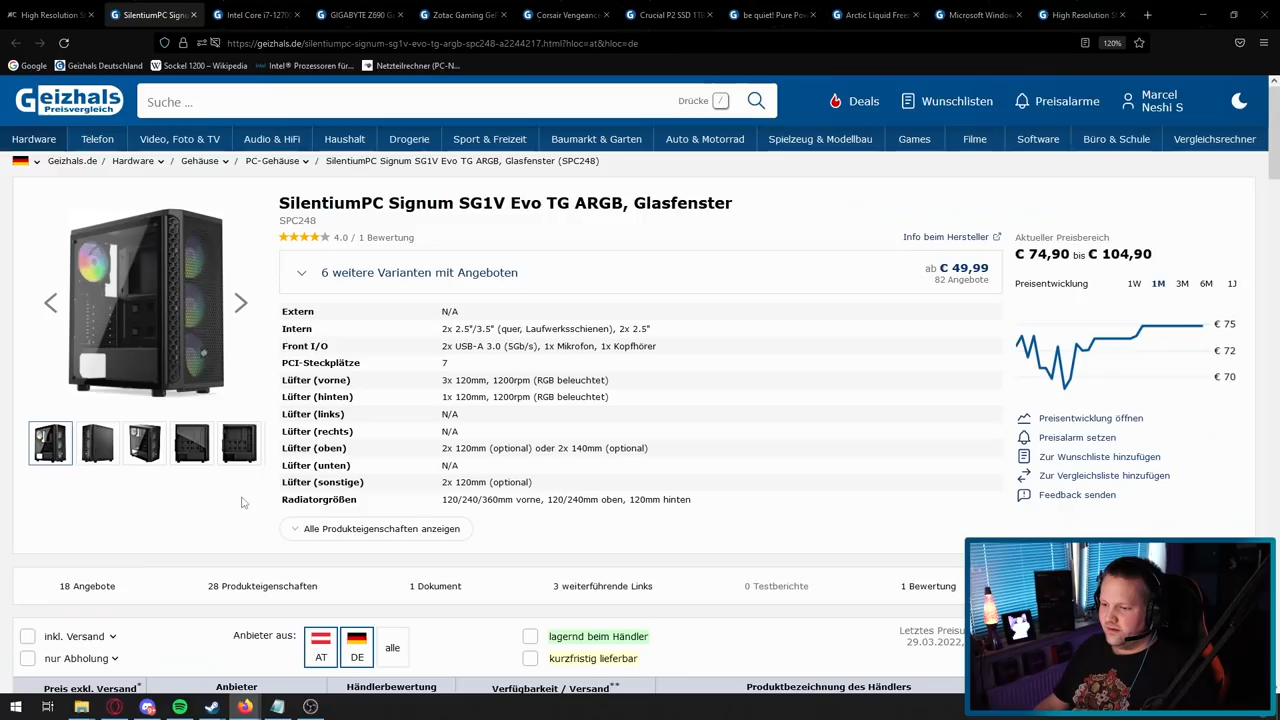 High Resolution St
SilentiumPC Signu
Intel Core i7-1270
GIGABYTE Z690 G
Zotac Gaming GeF
Corsair Vengeance
Crucial P2 SSD 1TB
be quiet! Pure Pow
Arctic Liquid Freez
Microsoft Window
High Resolution St
https://geizhals.de/silentiumpc-signum-sg1v-evo-tg-argb-spc248-a2244217.html?hloc=at&hloc=de
120%
Google
Geizhals Deutschland
Sockel 1200 – Wikipedia
Intel® Prozessoren für...
Netzteilrechner (PC-N...
Geizhals
Preisvergleich
Suche ...
Drücke /
Deals
Wunschlisten
Preisalarme
Marcel
Neshi S
Hardware
Telefon
Video, Foto & TV
Audio & HiFi
Haushalt
Drogerie
Sport & Freizeit
Baumarkt & Garten
Auto & Motorrad
Spielzeug & Modellbau
Games
Filme
Software
Büro & Schule
Vergleichsrechner
Geizhals.de / Hardware / Gehäuse / PC-Gehäuse / SilentiumPC Signum SG1V Evo TG ARGB, Glasfenster (SPC248)
SilentiumPC Signum SG1V Evo TG ARGB, Glasfenster
SPC248
4.0 / 1 Bewertung
Info beim Hersteller
6 weitere Varianten mit Angeboten
ab € 49,99
82 Angebote
Extern N/A
Intern 2x 2.5"/3.5" (quer, Laufwerksschienen), 2x 2.5"
Front I/O 2x USB-A 3.0 (5Gb/s), 1x Mikrofon, 1x Kopfhörer
PCI-Steckplätze 7
Lüfter (vorne) 3x 120mm, 1200rpm (RGB beleuchtet)
Lüfter (hinten) 1x 120mm, 1200rpm (RGB beleuchtet)
Lüfter (links) N/A
Lüfter (rechts) N/A
Lüfter (oben) 2x 120mm (optional) oder 2x 140mm (optional)
Lüfter (unten) N/A
Lüfter (sonstige) 2x 120mm (optional)
Radiatorgrößen 120/240/360mm vorne, 120/240mm oben, 120mm hinten
Alle Produkteigenschaften anzeigen
Aktueller Preisbereich
€ 74,90 bis € 104,90
Preisentwicklung 1W 1M 3M 6M 1J
€ 75
€ 72
€ 70
Preisentwicklung öffnen
Preisalarm setzen
Zur Wunschliste hinzufügen
Zur Vergleichsliste hinzufügen
Feedback senden
18 Angebote
28 Produkteigenschaften
1 Dokument
3 weiterführende Links
0 Testberichte
1 Bewertung
inkl. Versand
nur Abholung
Anbieter aus:
AT
DE
alle
lagernd beim Händler
kurzfristig lieferbar
Letztes
29.03.2022,
Preis exkl. Versand*
Anbieter
Händlerbewertung
Verfügbarkeit / Versand**
Produktbezeichnung des Händlers